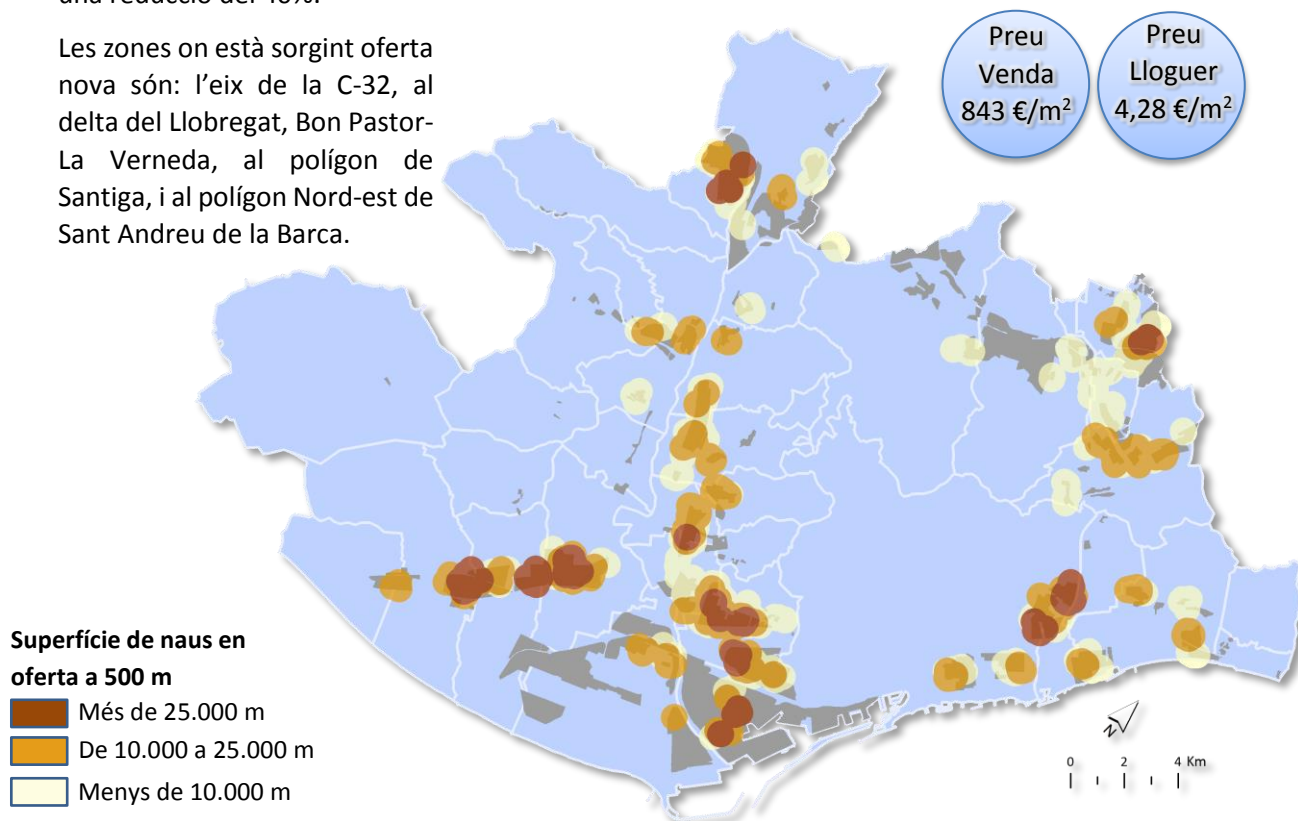 una reducció del 40%.
Les zones on està sorgint oferta
nova són: l'eix de la C-32, al
delta del Llobregat, Bon Pastor-
La Verneda, al polígon de
Santiga, i al polígon Nord-est de
Sant Andreu de la Barca.
Preu
Venda
843 €/m²
Preu
Lloguer
4,28 €/m²
Superfície de naus en
oferta a 500 m
Més de 25.000 m
De 10.000 a 25.000 m
Menys de 10.000 m
N
0 2 4 Km